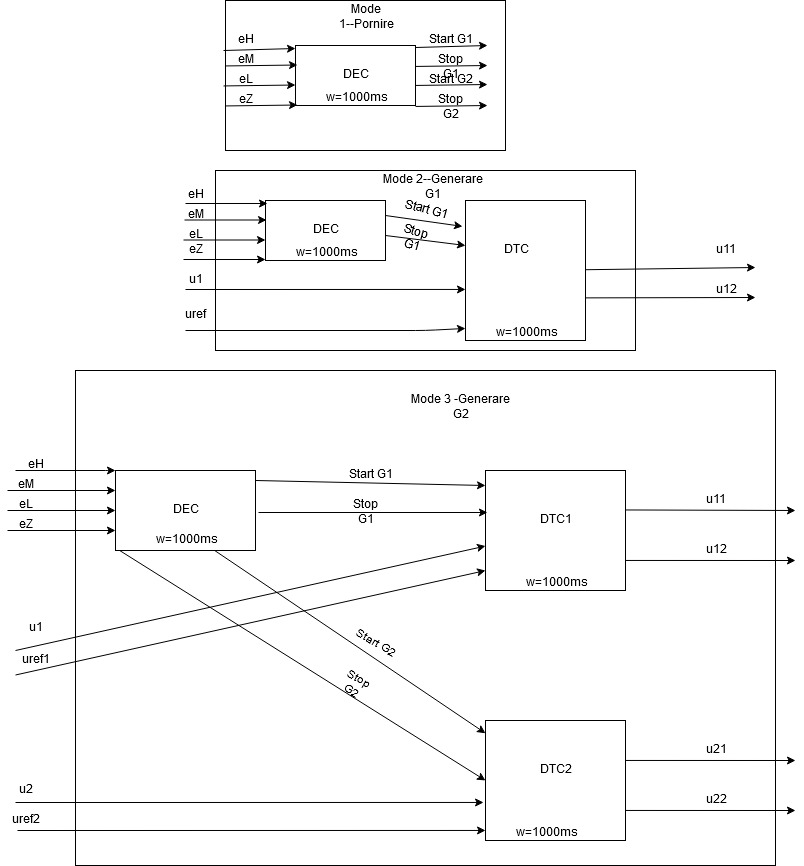 Mode
1--Pornire
eH
Start G1
eM
Stop
G1
DEC
eL
Start G2
eZ
w=1000ms
Stop
G2
Mode 2--Generare
G1
eH
Start G1
eM
DEC
Stop
G1
eL
eZ
w=1000ms
DTC
u11
u1
u12
uref
w=1000ms
Mode 3 -Generare
G2
eH
Start G1
eM
u11
eL
DEC
Stop
G1
DTC1
eZ
w=1000ms
u12
w=1000ms
u1
Start G2
uref1
Stop
G2
u21
DTC2
u2
u22
uref2
w=1000ms